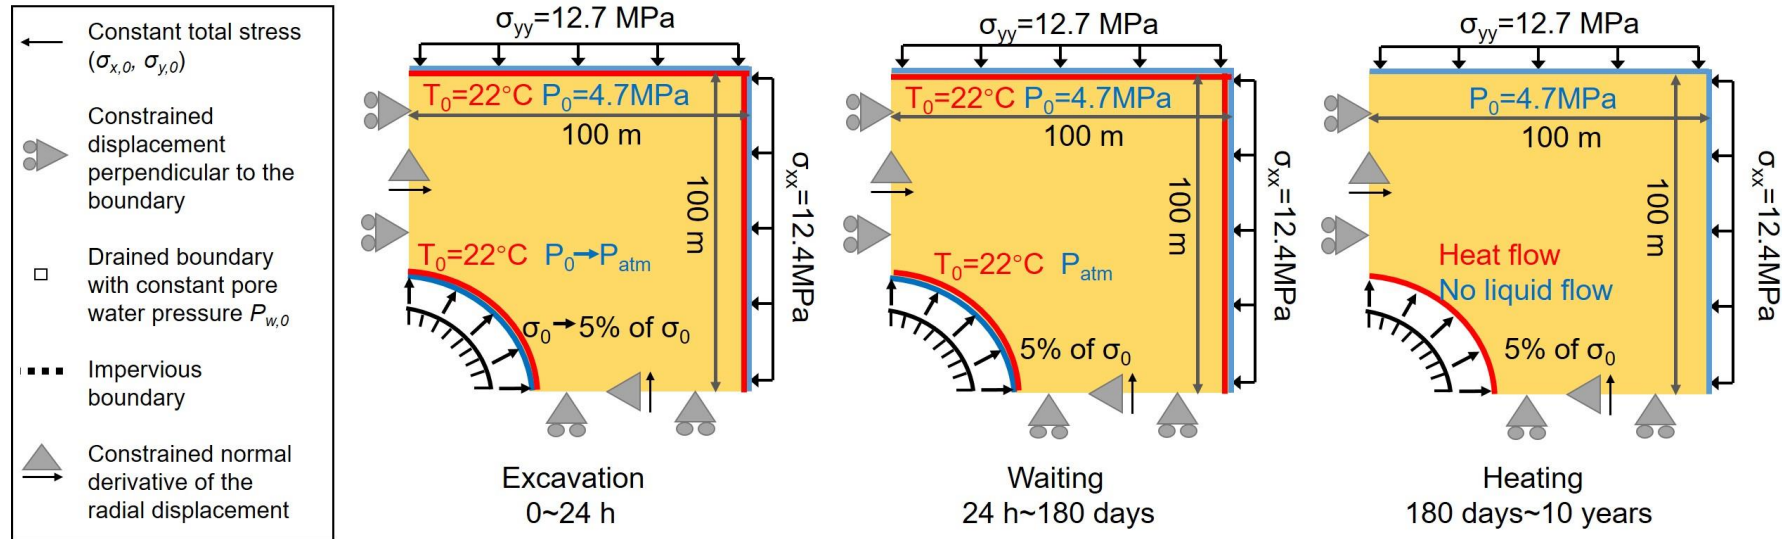 Constant total stress
(σx,0, σy,0)
Constrained
displacement
perpendicular to the
boundary
Drained boundary
with constant pore
water pressure Pw,0
Impervious
boundary
Constrained normal
derivative of the
radial displacement
σyy=12.7 MPa
T0=22°C P0=4.7MPa
100 m
100 m
σxx=12.4MPa
T0=22°C P0→Patm
σ0→5% of σ0
Excavation
0~24 h
σyy=12.7 MPa
T0=22°C P0=4.7MPa
100 m
100 m
σxx=12.4MPa
T0=22°C Patm
5% of σ0
Waiting
24 h~180 days
σyy=12.7 MPa
P0=4.7MPa
100 m
100 m
σxx=12.4MPa
Heat flow
No liquid flow
5% of σ0
Heating
180 days~10 years